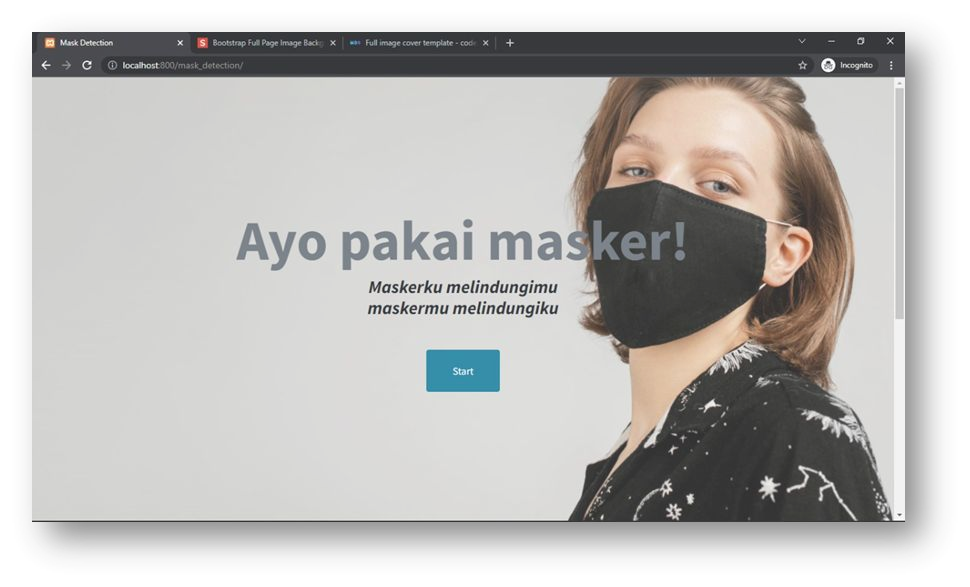 Mask Detection
Bootstrap Full Page Image Backg
Full image cover template - code
localhost:800/mask_detection/
Incognito
Ayo pakai masker!
Maskerku melindungimu
maskermu melindungiku
Start